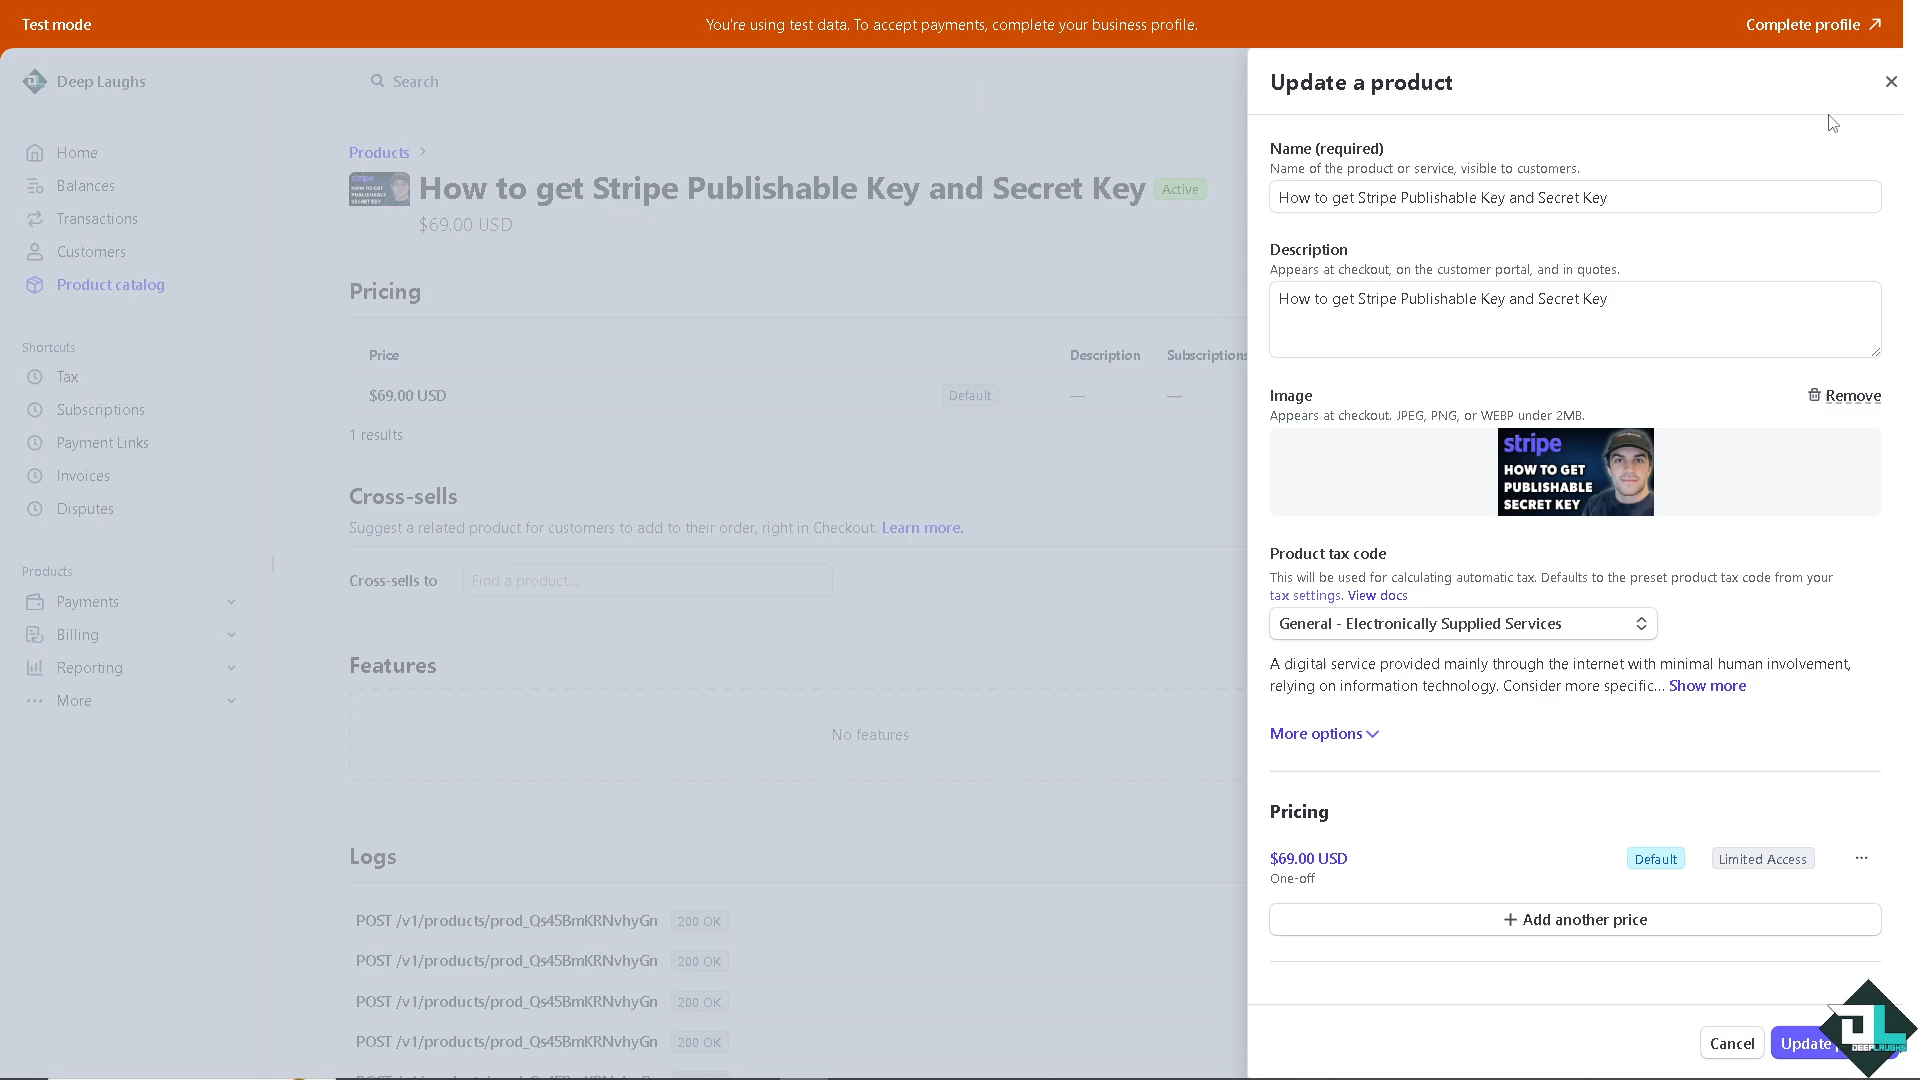 Test mode
You're using test data. To accept payments, complete your business profile.
Complete profile
Deep Laughs
Search
Home
Balances
Transactions
Customers
Product catalog
Shortcuts
Tax
Subscriptions
Payment Links
Invoices
Disputes
Products
Payments
Billing
Reporting
More
Products
How to get Stripe Publishable Key and Secret Key
Active
$69.00 USD
Pricing
Price Description Subscriptions
$69.00 USD Default — —
1 results
Cross-sells
Suggest a related product for customers to add to their order, right in Checkout. Learn more.
Cross-sells to Find a product...
Features
No features
Logs
POST /v1/products/prod_Qs45BmKRNvhyGn 200 OK
POST /v1/products/prod_Qs45BmKRNvhyGn 200 OK
POST /v1/products/prod_Qs45BmKRNvhyGn 200 OK
POST /v1/products/prod_Qs45BmKRNvhyGn 200 OK
Update a product
Name (required)
Name of the product or service, visible to customers.
How to get Stripe Publishable Key and Secret Key
Description
Appears at checkout, on the customer portal, and in quotes.
How to get Stripe Publishable Key and Secret Key
Image
Remove
Appears at checkout. JPEG, PNG, or WEBP under 2MB.
stripe
HOW TO GET
PUBLISHABLE
SECRET KEY
Product tax code
This will be used for calculating automatic tax. Defaults to the preset product tax code from your
tax settings. View docs
General - Electronically Supplied Services
A digital service provided mainly through the internet with minimal human involvement,
relying on information technology. Consider more specific... Show more
More options
Pricing
$69.00 USD Default Limited Access
One-off
Add another price
Cancel
Update
DEEPLAUGHS